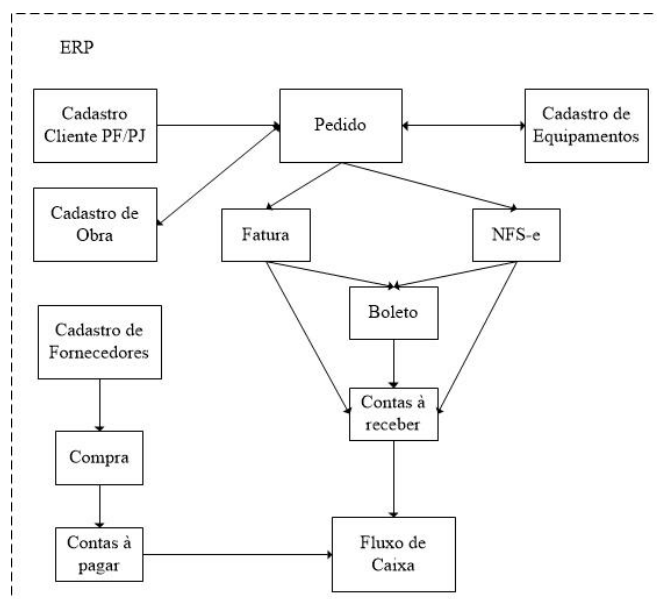 ERP
Cadastro
Cliente PF/PJ
Pedido
Cadastro de
Equipamentos
Cadastro de
Obra
Fatura
NFS-e
Boleto
Cadastro de
Fornecedores
Contas à
receber
Compra
Contas à
pagar
Fluxo de
Caixa